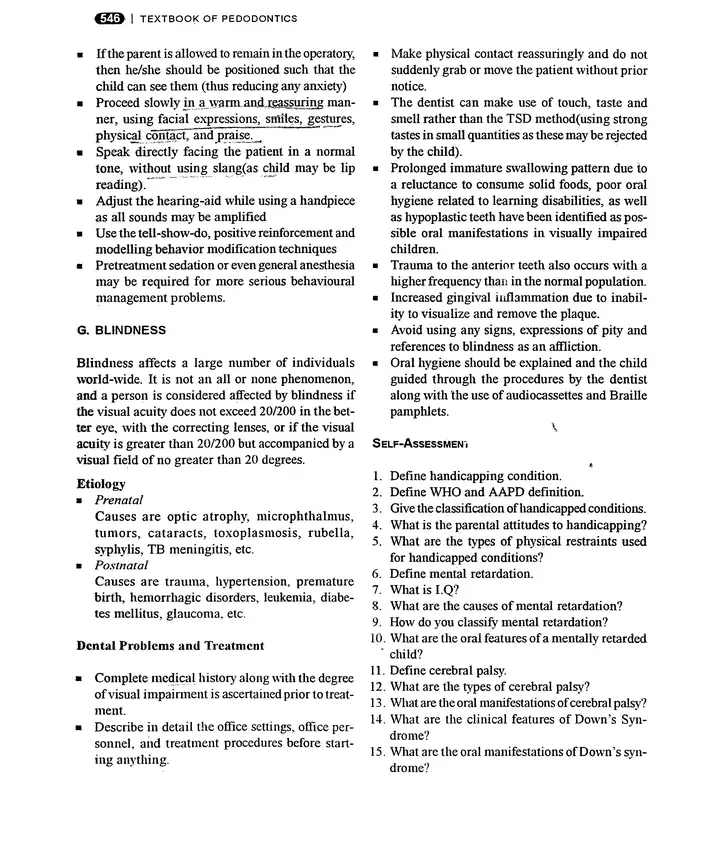 546 | TEXTBOOK OF PEDODONTICS
▪ If the parent is allowed to remain in the operatory,
then he/she should be positioned such that the
child can see them (thus reducing any anxiety)
▪ Proceed slowly in a warm and reassuring man-
ner, using facial expressions, smiles, gestures,
physical contact, and praise.
▪ Speak directly facing the patient in a normal
tone, without using slang(as child may be lip
reading).
▪ Adjust the hearing-aid while using a handpiece
as all sounds may be amplified
▪ Use the tell-show-do, positive reinforcement and
modelling behavior modification techniques
▪ Pretreatment sedation or even general anesthesia
may be required for more serious behavioural
management problems.
G. BLINDNESS
Blindness affects a large number of individuals
world-wide. It is not an all or none phenomenon,
and a person is considered affected by blindness if
the visual acuity does not exceed 20/200 in the bet-
ter eye, with the correcting lenses, or if the visual
acuity is greater than 20/200 but accompanied by a
visual field of no greater than 20 degrees.
Etiology
▪ Prenatal
Causes are optic atrophy, microphthalmus,
tumors, cataracts, toxoplasmosis, rubella,
syphylis, TB meningitis, etc.
▪ Postnatal
Causes are trauma, hypertension, premature
birth, hemorrhagic disorders, leukemia, diabe-
tes mellitus, glaucoma, etc.
Dental Problems and Treatment
▪ Complete medical history along with the degree
of visual impairment is ascertained prior to treat-
ment.
▪ Describe in detail the office settings, office per-
sonnel, and treatment procedures before start-
ing anything.
▪ Make physical contact reassuringly and do not
suddenly grab or move the patient without prior
notice.
▪ The dentist can make use of touch, taste and
smell rather than the TSD method(using strong
tastes in small quantities as these may be rejected
by the child).
▪ Prolonged immature swallowing pattern due to
a reluctance to consume solid foods, poor oral
hygiene related to learning disabilities, as well
as hypoplastic teeth have been identified as pos-
sible oral manifestations in visually impaired
children.
▪ Trauma to the anterior teeth also occurs with a
higher frequency than in the normal population.
▪ Increased gingival inflammation due to inabil-
ity to visualize and remove the plaque.
▪ Avoid using any signs, expressions of pity and
references to blindness as an affliction.
▪ Oral hygiene should be explained and the child
guided through the procedures by the dentist
along with the use of audiocassettes and Braille
pamphlets.
SELF-ASSESSMENT
1. Define handicapping condition.
2. Define WHO and AAPD definition.
3. Give the classification of handicapped conditions.
4. What is the parental attitudes to handicapping?
5. What are the types of physical restraints used
for handicapped conditions?
6. Define mental retardation.
7. What is I.Q?
8. What are the causes of mental retardation?
9. How do you classify mental retardation?
10. What are the oral features of a mentally retarded
child?
11. Define cerebral palsy.
12. What are the types of cerebral palsy?
13. What are the oral manifestations of cerebral palsy?
14. What are the clinical features of Down's Syn-
drome?
15. What are the oral manifestations of Down's syn-
drome?